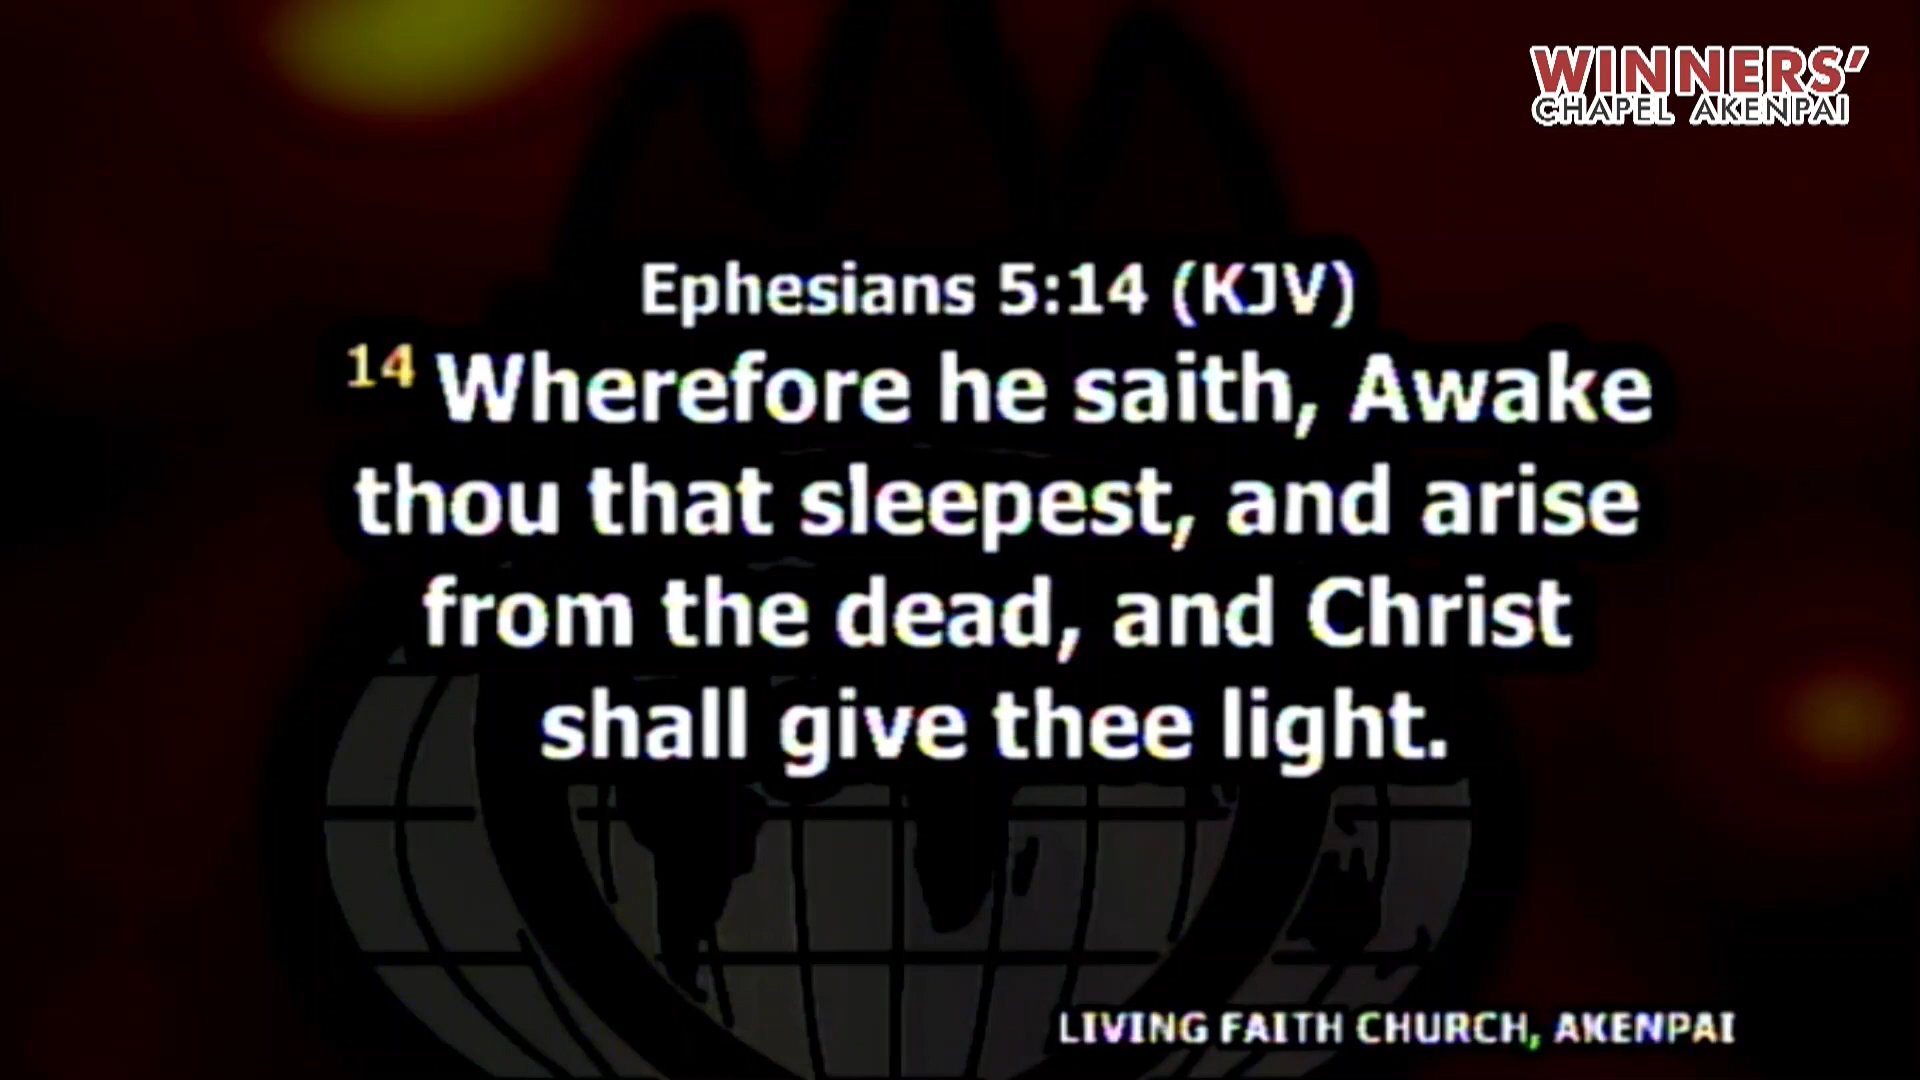 WINNERS'
CHAPEL AKENPAI
Ephesians 5:14 (KJV)
14 Wherefore he saith, Awake
thou that sleepest, and arise
from the dead, and Christ
shall give thee light.
LIVING FAITH CHURCH, AKENPAI